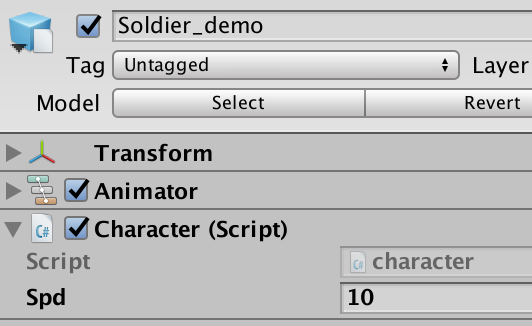 Soldier_demo
Tag Untagged Layer
Model Select Revert
Transform
Animator
C# Character (Script)
Script C# character
Spd 10